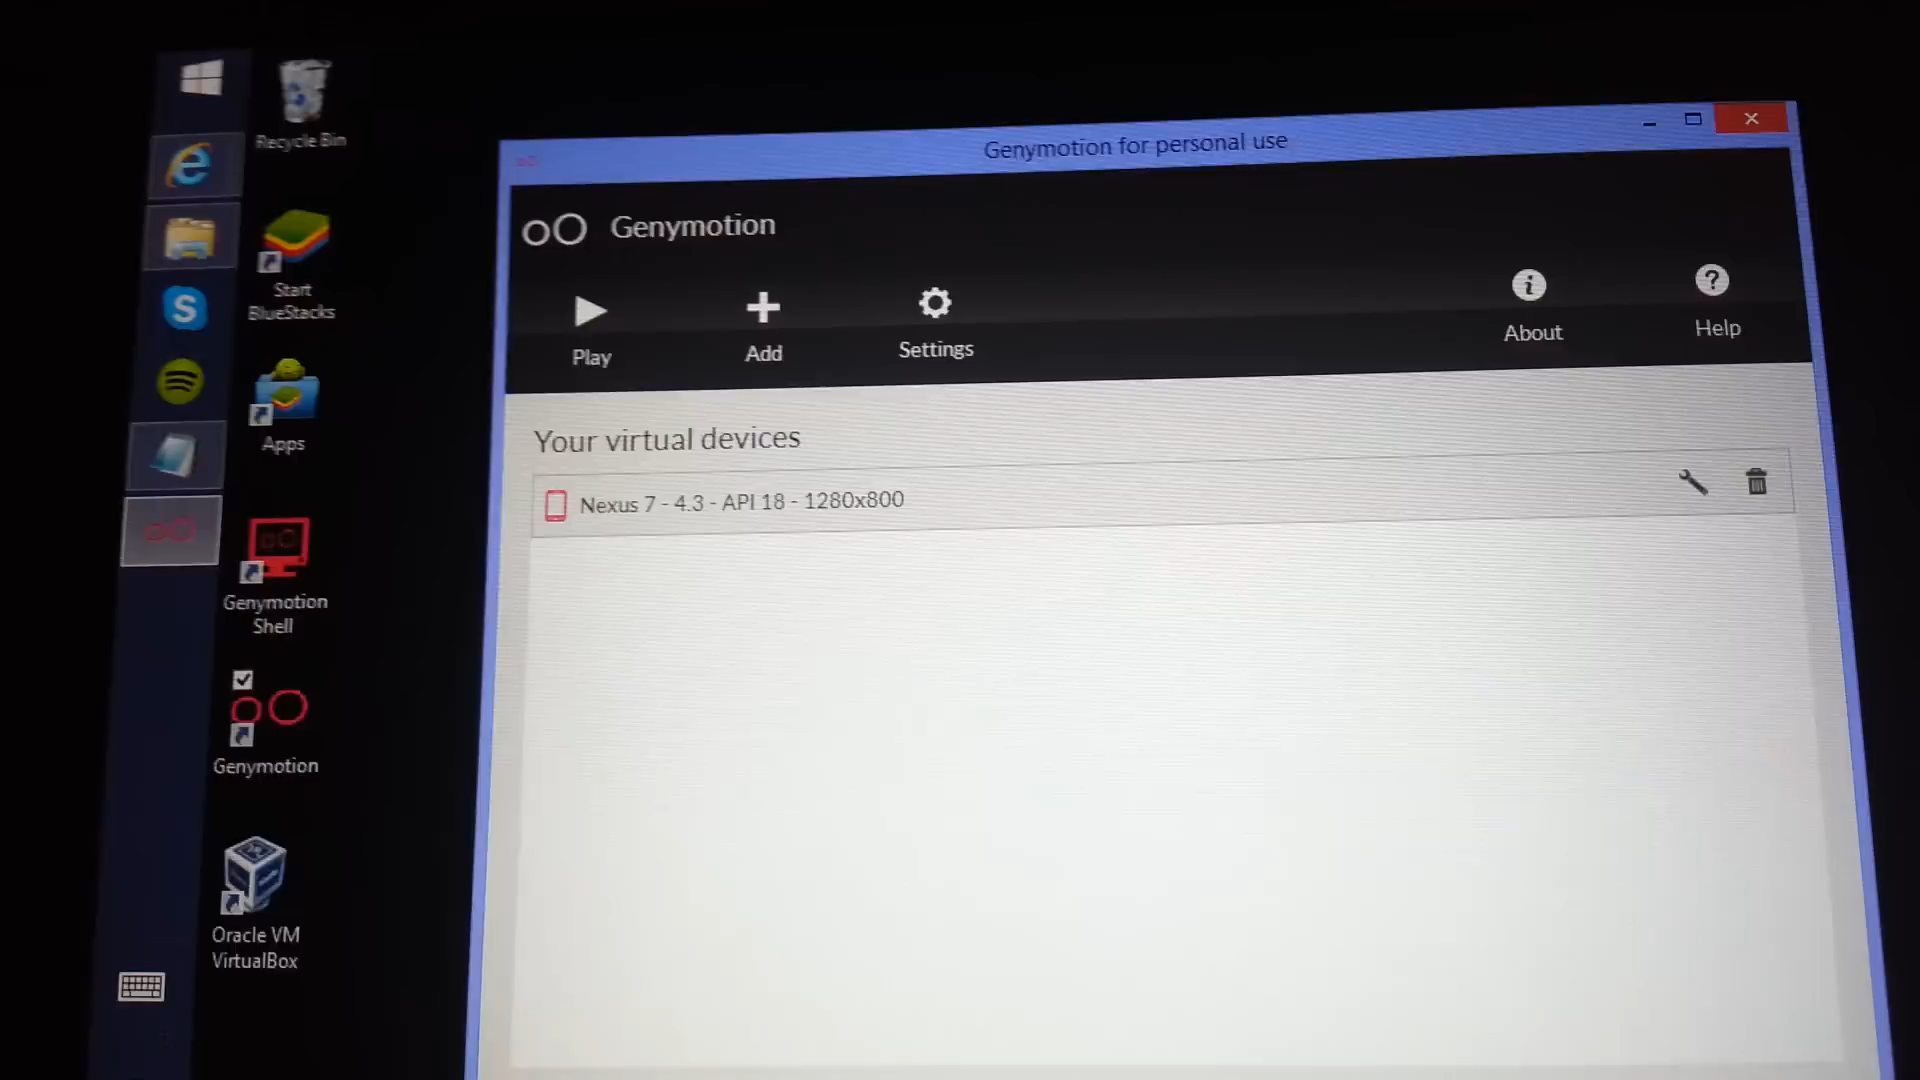 Recycle Bin
Start
BlueStacks
Apps
Genymotion
Shell
Genymotion
Oracle VM
VirtualBox
Genymotion for personal use
Genymotion
Play
Add
Settings
About
Help
Your virtual devices
Nexus 7 - 4.3 - API 18 - 1280x800